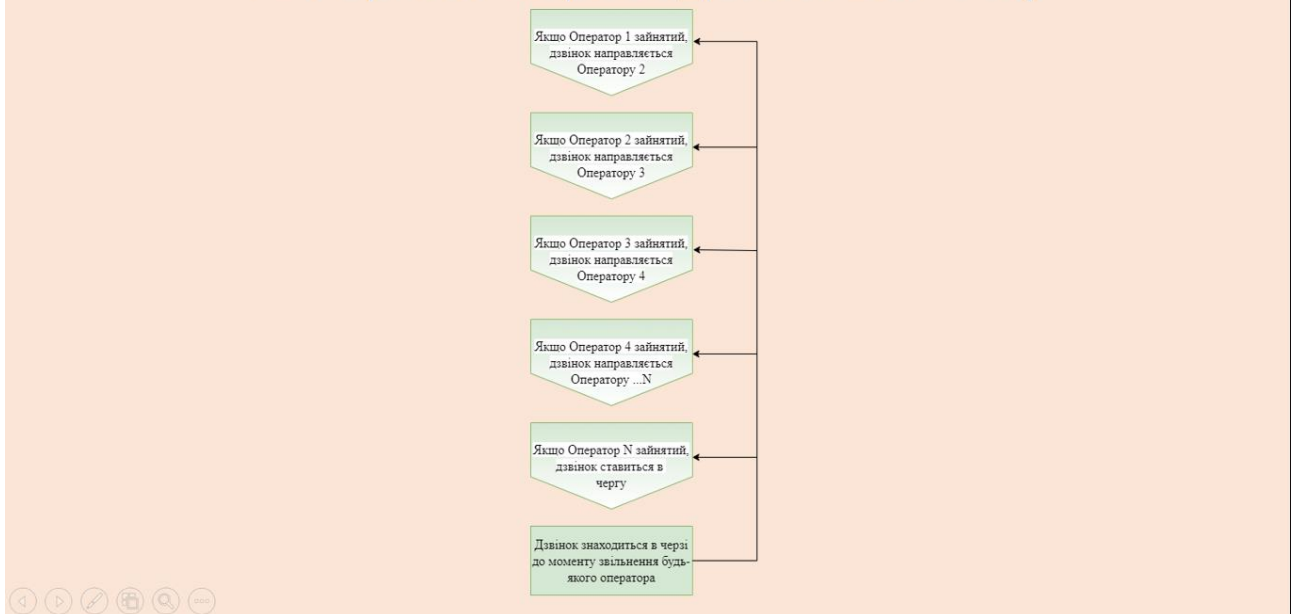 Якщо Оператор 1 зайнятий,
дзвінок направляється
Оператору 2
Якщо Оператор 2 зайнятий,
дзвінок направляється
Оператору 3
Якщо Оператор 3 зайнятий,
дзвінок направляється
Оператору 4
Якщо Оператор 4 зайнятий,
дзвінок направляється
Оператору ...N
Якщо Оператор N зайнятий,
дзвінок ставиться в
чергу
Дзвінок знаходиться в черзі
до моменту звільнення будь-
якого оператора